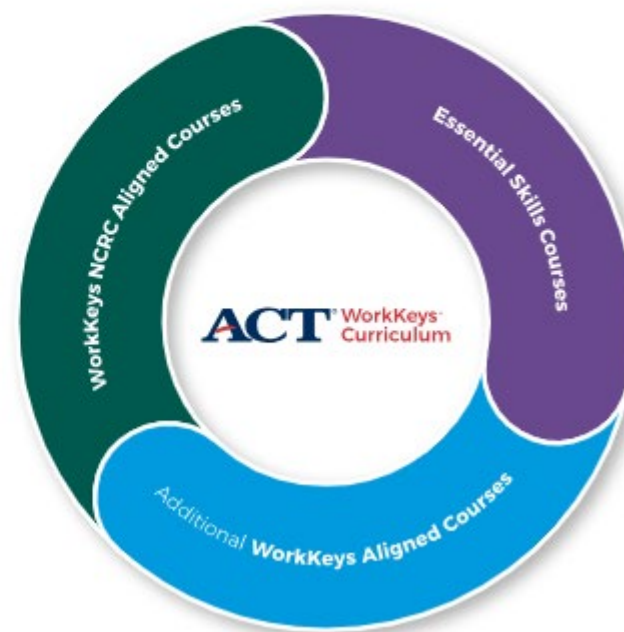 WorkKeys NCRC Aligned Courses
Essential Skills Courses
ACT® WorkKeys®
Curriculum
Additional WorkKeys Aligned Courses